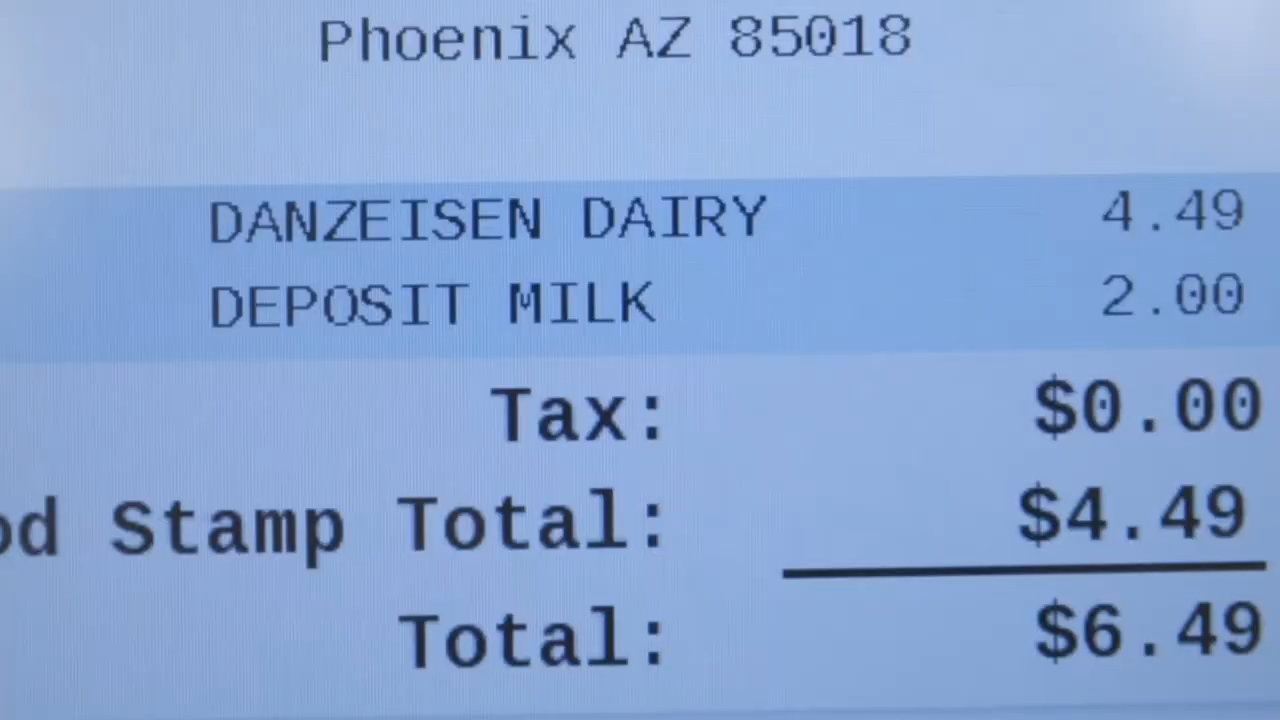 Phoenix AZ 85018
DANZEISEN DAIRY 4.49
DEPOSIT MILK 2.00
Tax: $0.00
od Stamp Total: $4.49
Total: $6.49